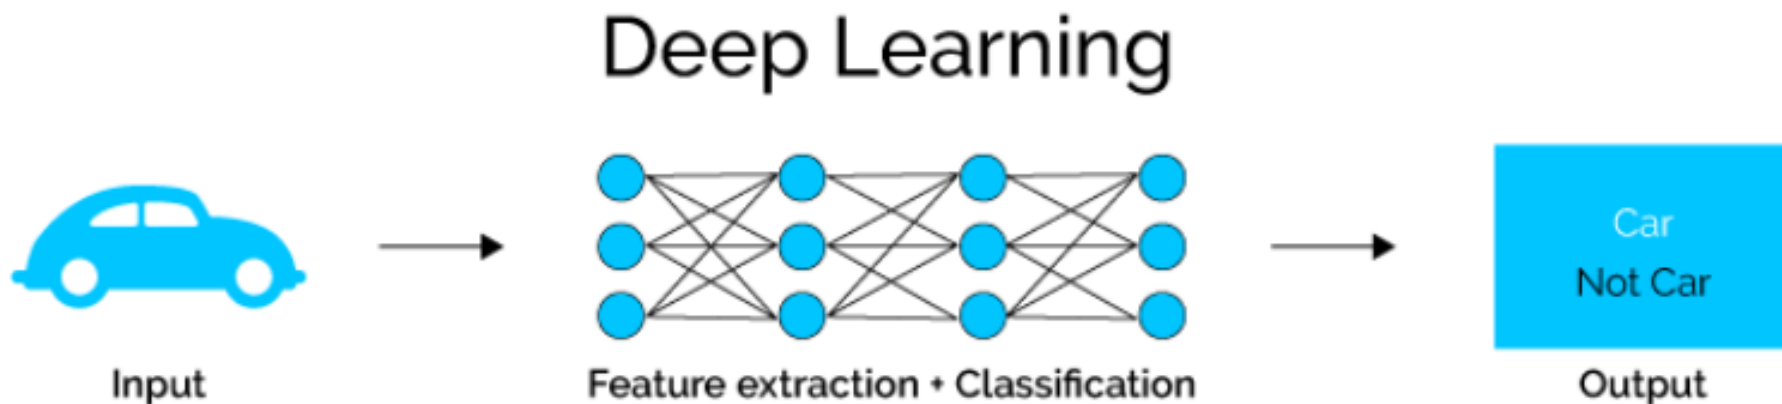 Deep Learning
Car
Not Car
Input
Feature extraction + Classification
Output